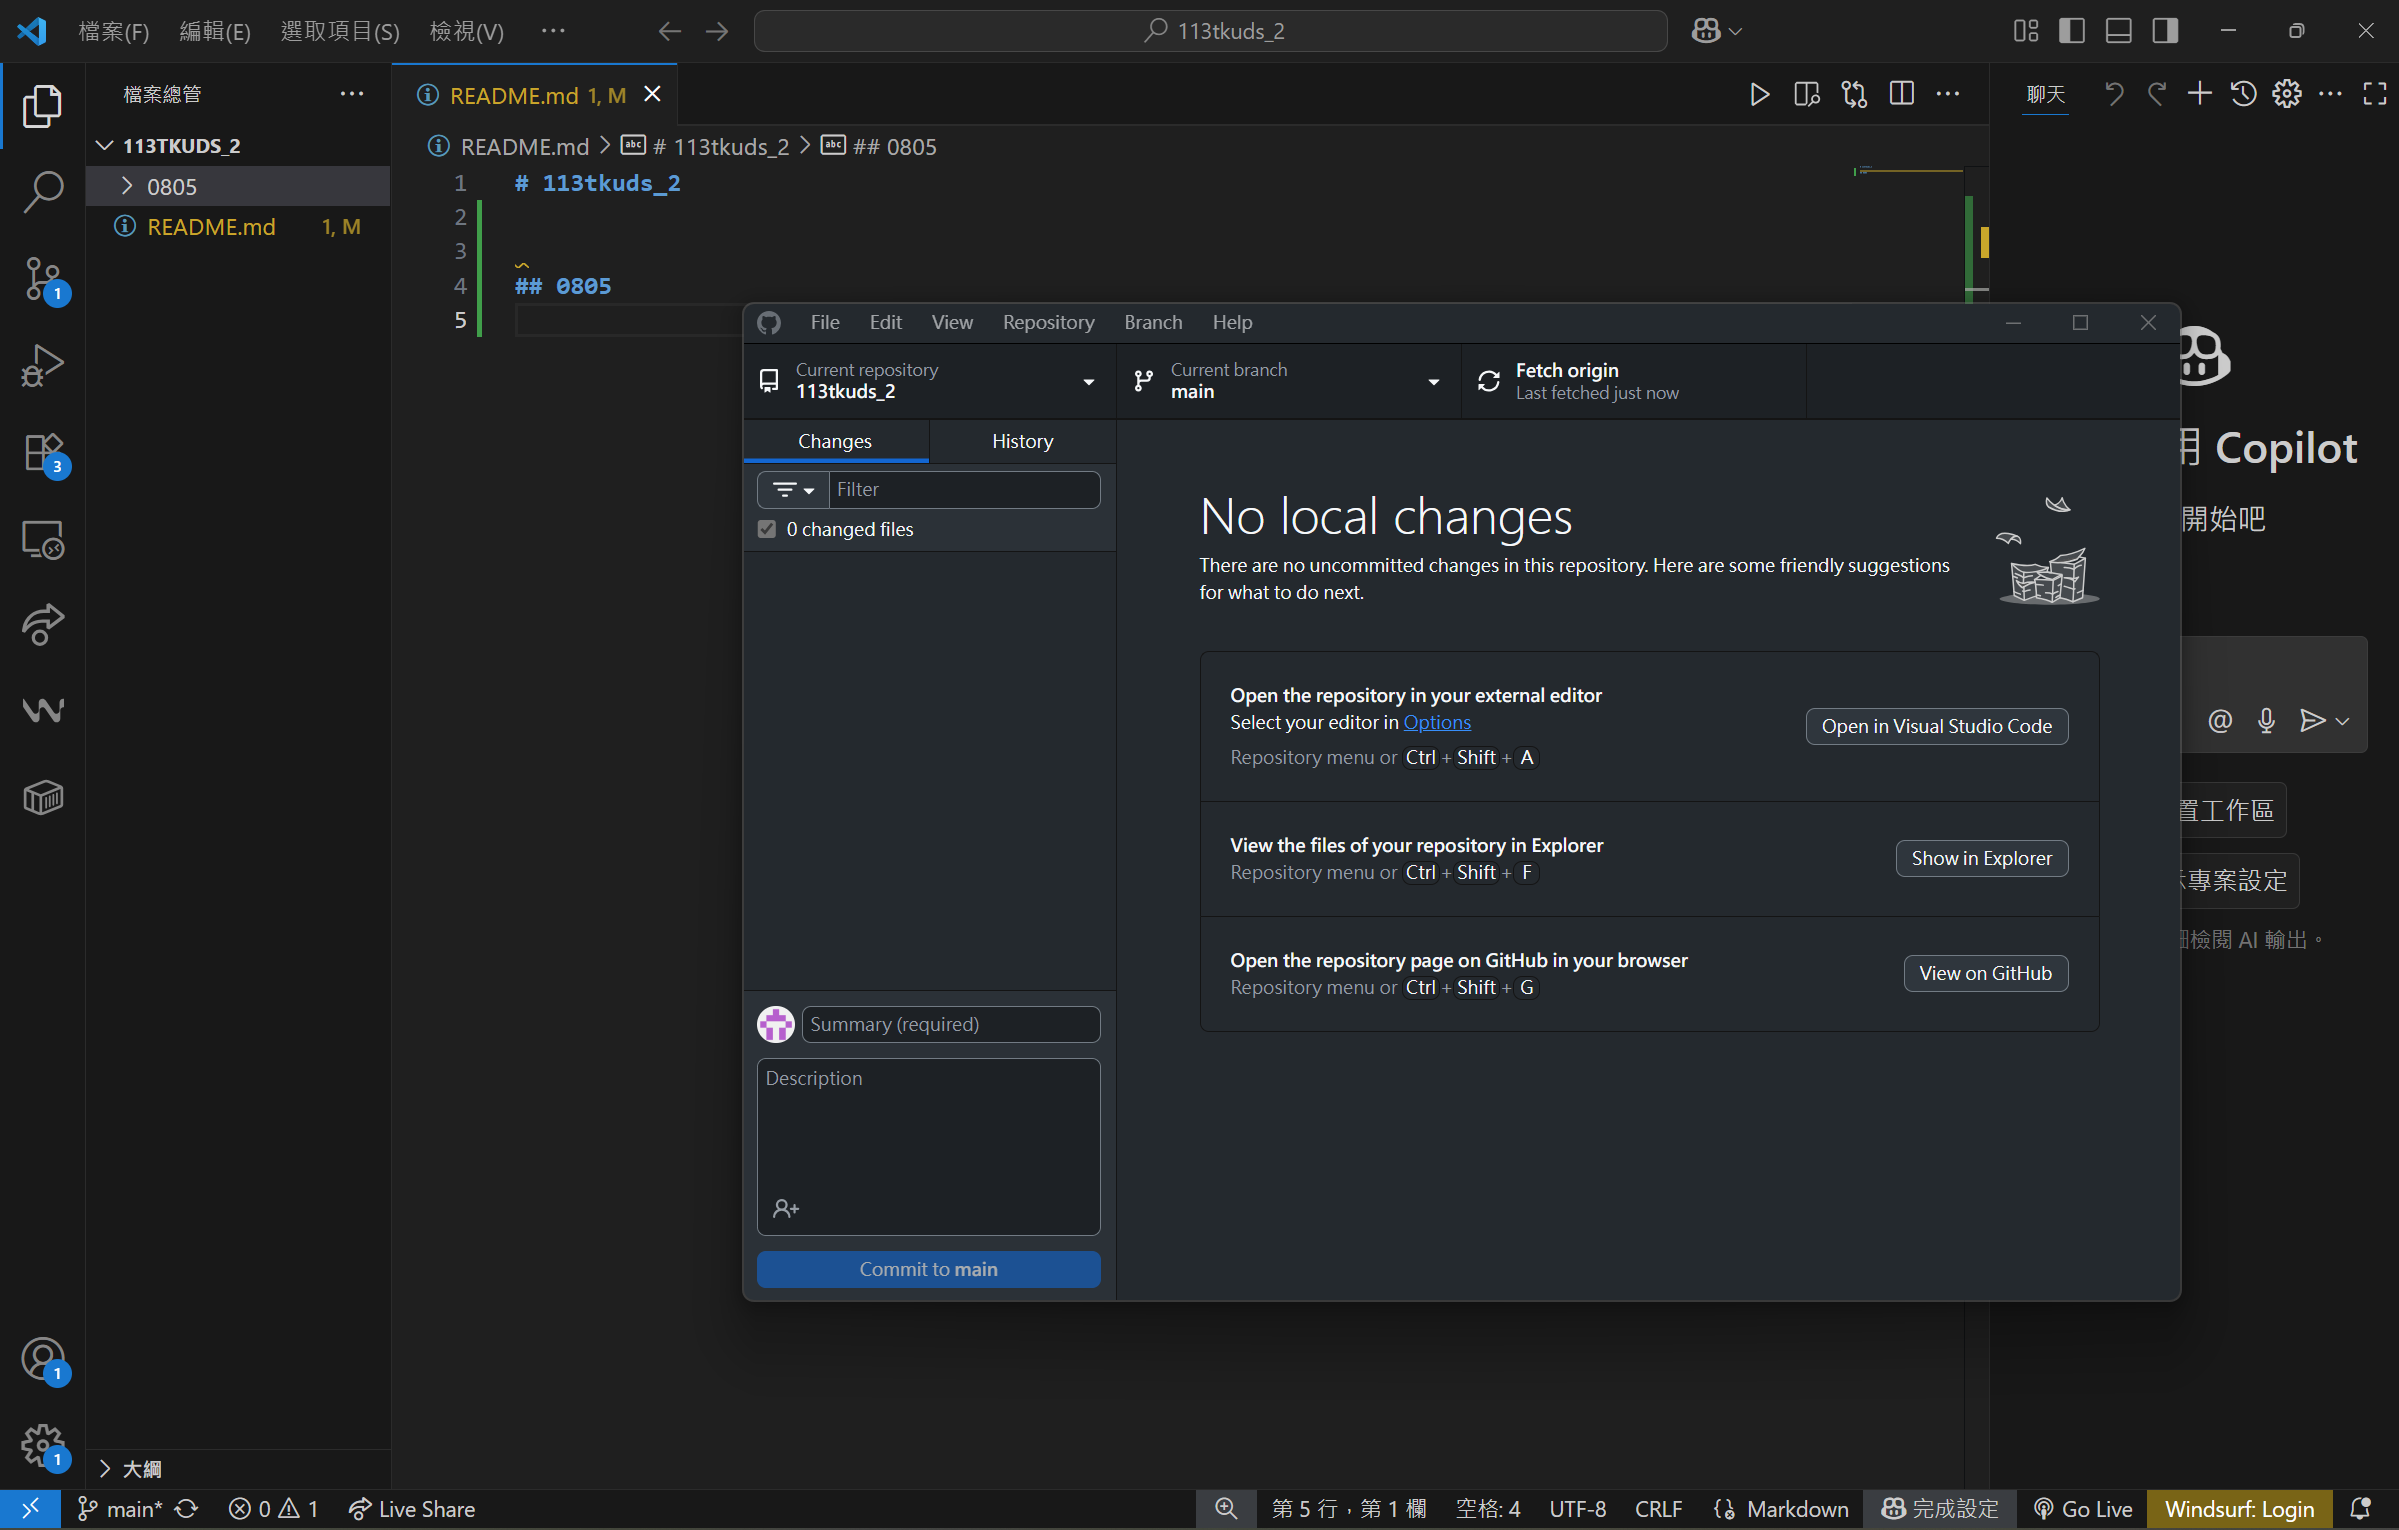 檔案(F) 編輯(E) 選取項目(S) 檢視(V) ··· 113tkuds_2
檔案總管 ···
113TKUDS_2
0805
README.md 1, M
大綱
README.md 1, M
README.md > # 113tkuds_2 > ## 0805
1 # 113tkuds_2
2
3
4 ## 0805
5
聊天
用 Copilot
開始吧
置工作區
專案設定
檢閱 AI 輸出。
File Edit View Repository Branch Help
Current repository
113tkuds_2
Current branch
main
Fetch origin
Last fetched just now
Changes History
Filter
0 changed files
Summary (required)
Description
Commit to main
No local changes
There are no uncommitted changes in this repository. Here are some friendly suggestions
for what to do next.
Open the repository in your external editor
Select your editor in Options
Repository menu or Ctrl + Shift + A
Open in Visual Studio Code
View the files of your repository in Explorer
Repository menu or Ctrl + Shift + F
Show in Explorer
Open the repository page on GitHub in your browser
Repository menu or Ctrl + Shift + G
View on GitHub
1
3
1
1
main* 0 1 Live Share 第 5 行，第 1 欄 空格: 4 UTF-8 CRLF Markdown 完成設定 Go Live Windsurf: Login